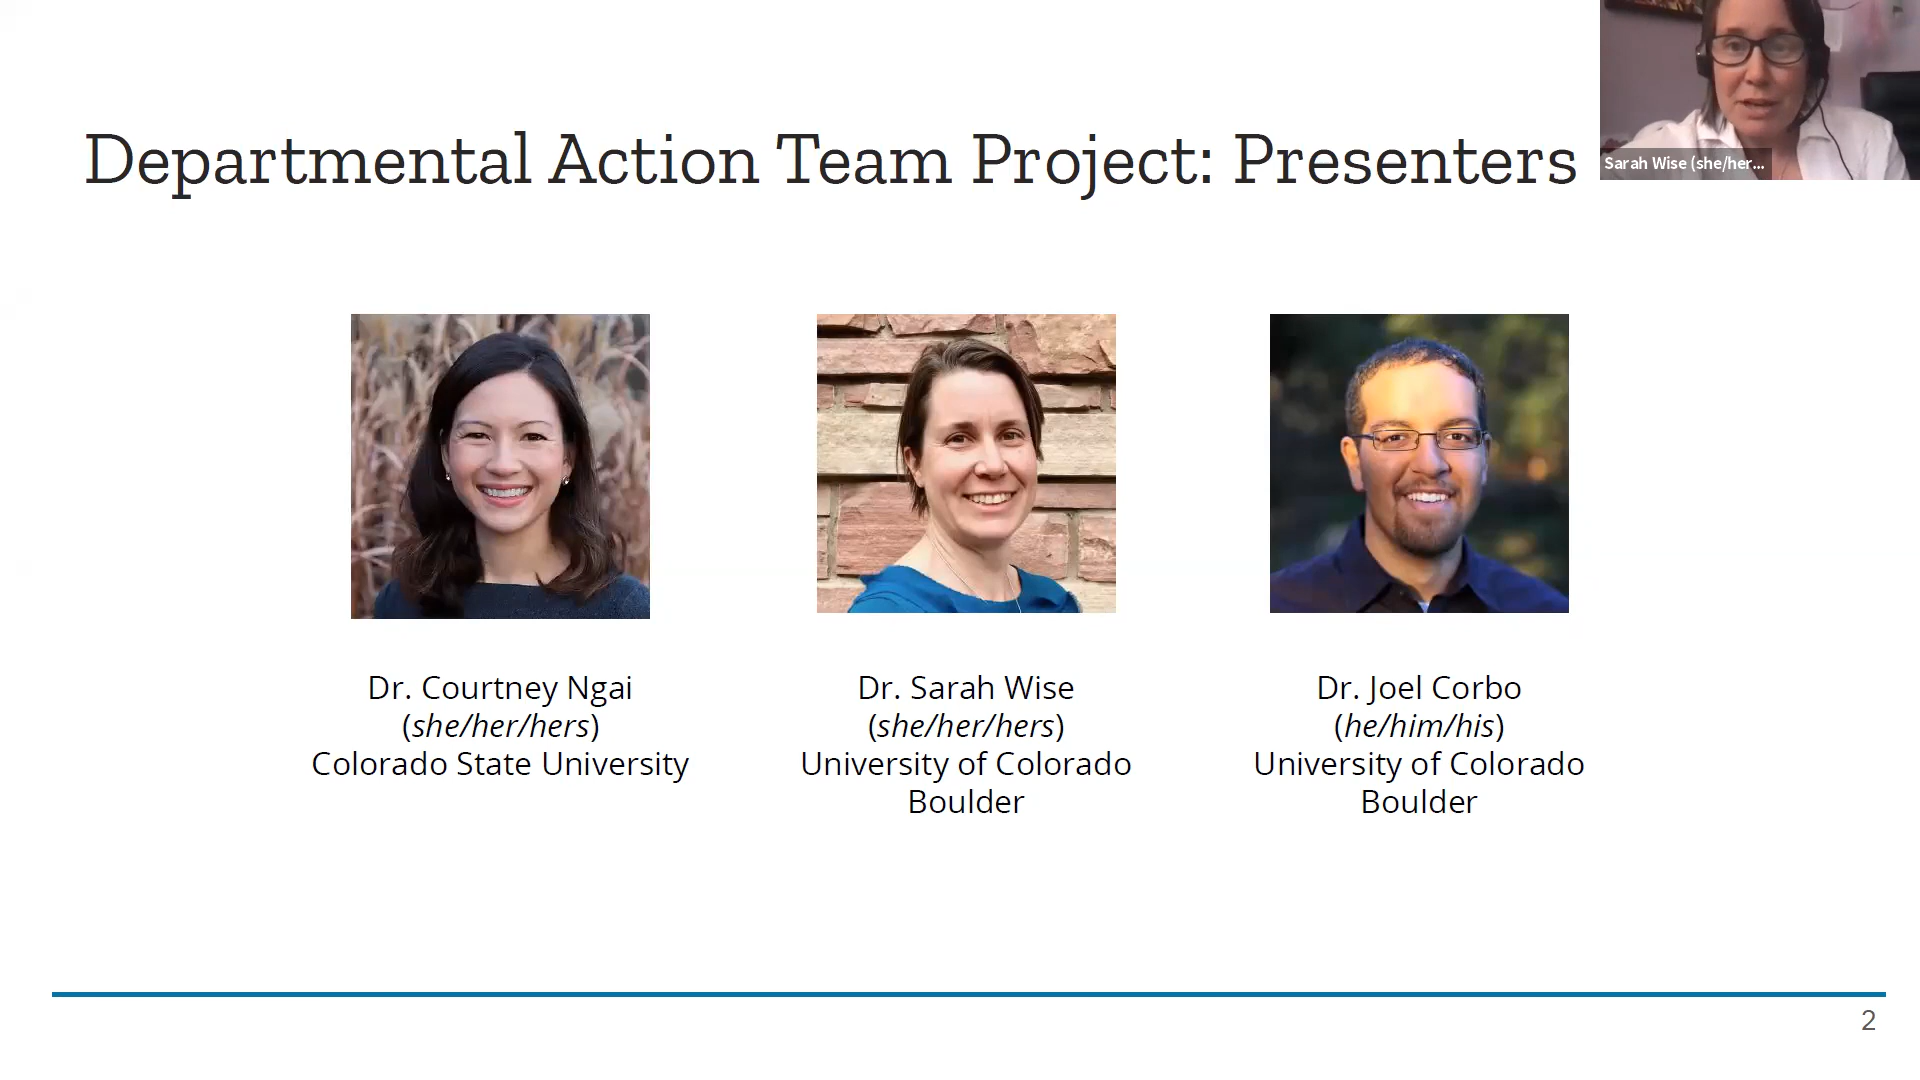 Departmental Action Team Project: Presenters
Sarah Wise (she/her...
Dr. Courtney Ngai
(she/her/hers)
Colorado State University
Dr. Sarah Wise
(she/her/hers)
University of Colorado
Boulder
Dr. Joel Corbo
(he/him/his)
University of Colorado
Boulder
2